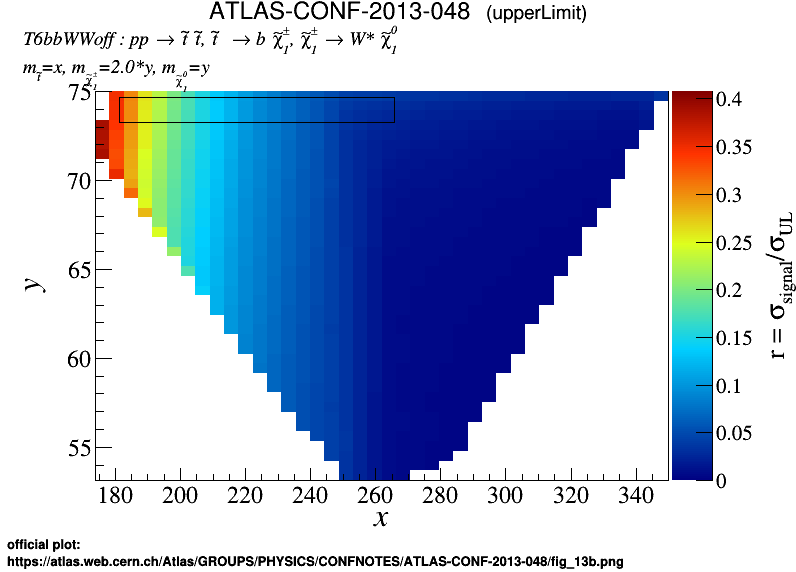 ATLAS-CONF-2013-048 (upperLimit)
T6bbWWoff : pp → t̃ t̃, t̃ → b χ̃₁±, χ̃₁± → W* χ̃₁⁰
m_t̃=x, m_χ̃₁±=2.0*y, m_χ̃₁⁰=y
75
70
65
60
55
y
180 200 220 240 260 280 300 320 340
x
0.4
0.35
0.3
0.25
0.2
0.15
0.1
0.05
0
r = σsignal/σUL
official plot:
https://atlas.web.cern.ch/Atlas/GROUPS/PHYSICS/CONFNOTES/ATLAS-CONF-2013-048/fig_13b.png